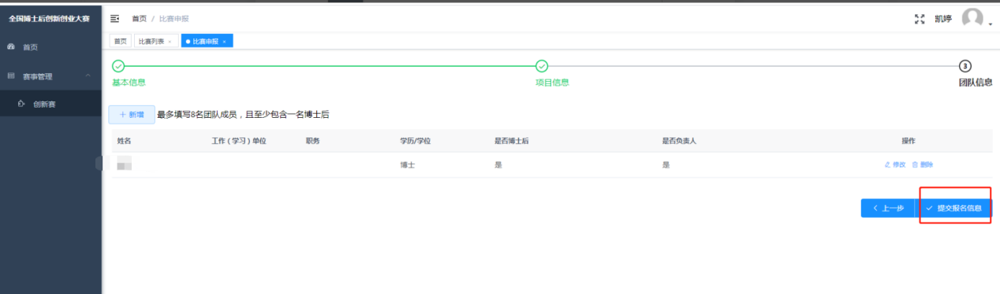 全国博士后创新创业大赛
首页 / 比赛申报
凯婷
首页
比赛列表 ×
比赛申报 ×
首页
赛事管理
创新赛
基本信息
项目信息
3
团队信息
+ 新增 最多填写8名团队成员，且至少包含一名博士后
姓名 工作（学习）单位 职务 学历/学位 是否博士后 是否负责人 操作
博士 是 是 修改 删除
上一步
提交报名信息